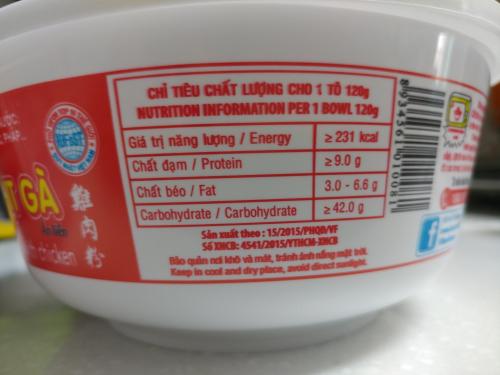 CHỈ TIÊU CHẤT LƯỢNG CHO 1 TÔ 120g
NUTRITION INFORMATION PER 1 BOWL 120g
Giá trị năng lượng / Energy ≥ 231 kcal
Chất đạm / Protein ≥ 9.0 g
Chất béo / Fat 3.0 - 6.6 g
Carbohydrate / Carbohydrate ≥ 42.0 g
Sản xuất theo : 15/2015/PHQĐ/VF
Số XNCB: 4541/2015/YTHCM-XNCB
Bảo quản nơi khô và mát, tránh ánh nắng mặt trời.
Keep in cool and dry place, avoid direct sunlight.
GÀ
Ăn liền
chicken
雞肉粉